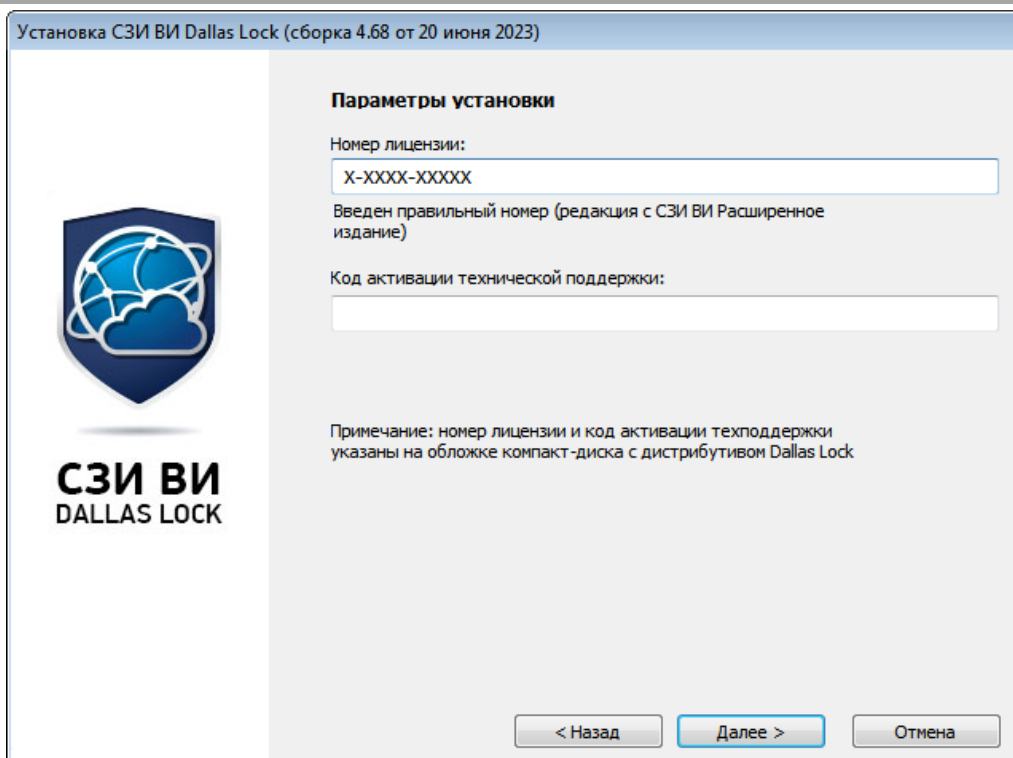 Установка СЗИ ВИ Dallas Lock (сборка 4.68 от 20 июня 2023)
Параметры установки
Номер лицензии:
X-XXXX-XXXXX
Введен правильный номер (редакция с СЗИ ВИ Расширенное
издание)
Код активации технической поддержки:
Примечание: номер лицензии и код активации техподдержки
указаны на обложке компакт-диска с дистрибутивом Dallas Lock
СЗИ ВИ
DALLAS LOCK
< Назад
Далее >
Отмена